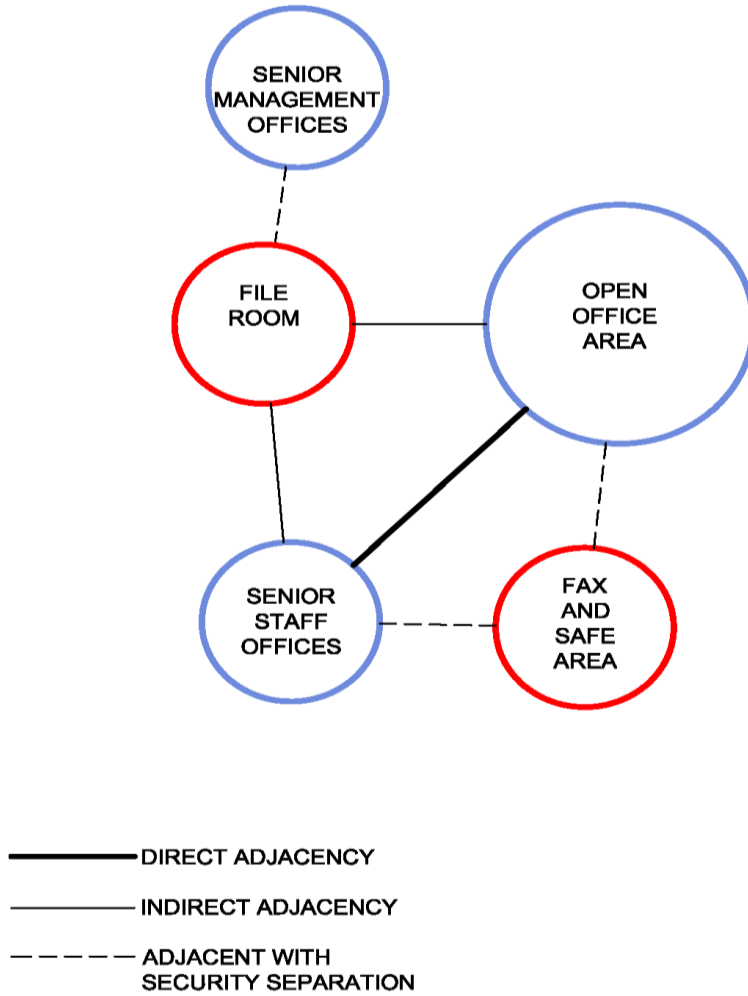 SENIOR
MANAGEMENT
OFFICES
FILE
ROOM
OPEN
OFFICE
AREA
SENIOR
STAFF
OFFICES
FAX
AND
SAFE
AREA
DIRECT ADJACENCY
INDIRECT ADJACENCY
ADJACENT WITH
SECURITY SEPARATION